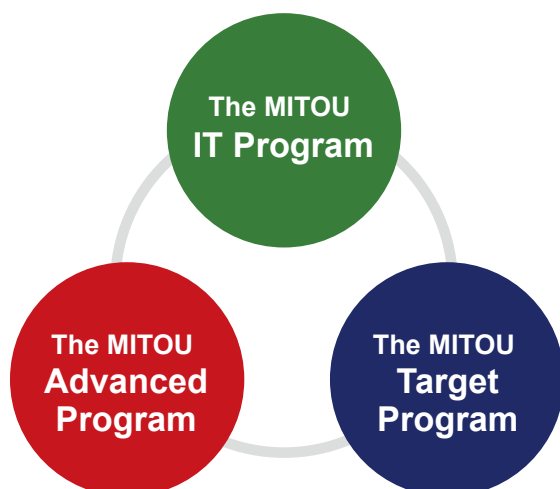 The MITOU
IT Program
The MITOU
Advanced
Program
The MITOU
Target
Program